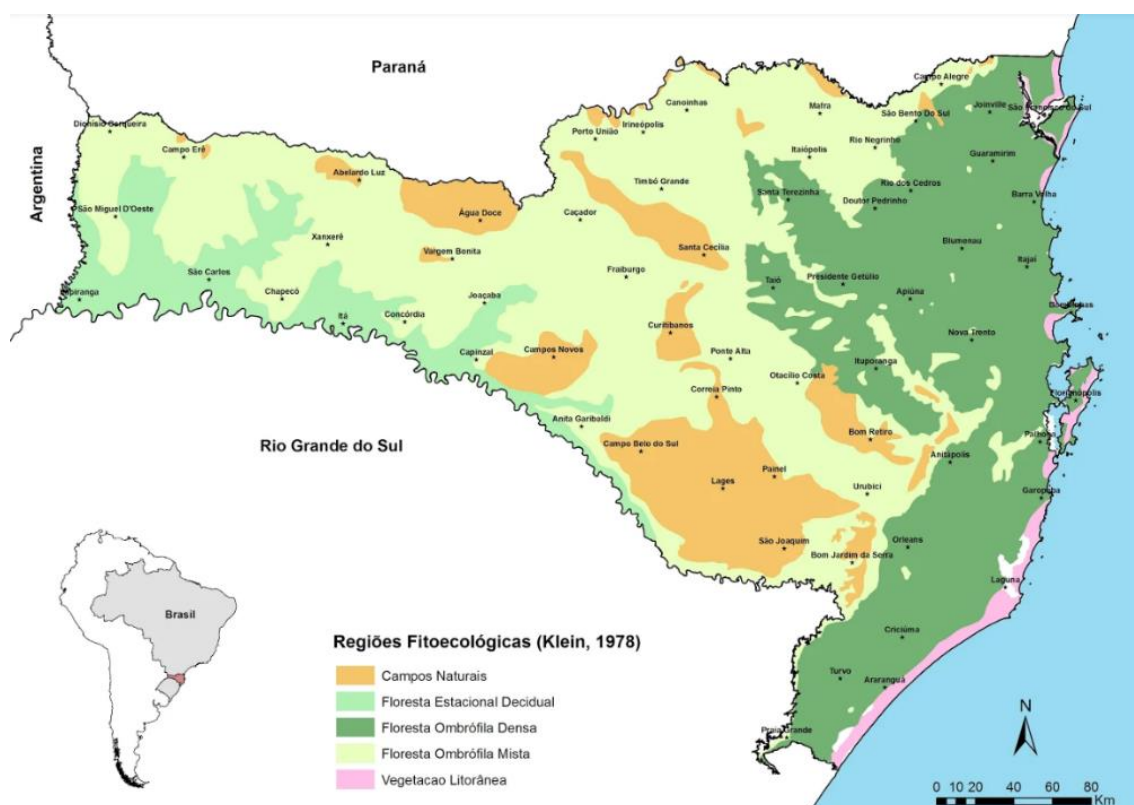 Paraná
Argentina
Rio Grande do Sul
Campo Alegre
Joinville
São Francisco do Sul
Mafra
São Bento Do Sul
Canoinhas
Irineópolis
Porto União
Rio Negrinho
Itaiópolis
Guaramirim
Dionísio Cerqueira
Campo Erê
Abelardo Luz
Timbó Grande
Santa Terezinha
Rio dos Cedros
Doutor Pedrinho
Barra Velha
São Miguel D'Oeste
Água Doce
Caçador
Xanxerê
Vargem Bonita
Santa Cecília
Blumenau
Itajaí
São Carlos
Chapecó
Fraiburgo
Taió
Presidente Getúlio
Apiúna
Joaçaba
Itá
Concórdia
Curitibanos
Nova Trento
Capinzal
Campos Novos
Ponte Alta
Ituporanga
Otacílio Costa
Correia Pinto
Florianópolis
Anita Garibaldi
Campo Belo do Sul
Bom Retiro
Palhoça
Anitápolis
Painel
Lages
Urubici
Garopaba
São Joaquim
Bom Jardim da Serra
Orleans
Laguna
Criciúma
Turvo
Araranguá
Praia Grande
Brasil
Regiões Fitoecológicas (Klein, 1978)
Campos Naturais
Floresta Estacional Decidual
Floresta Ombrófila Densa
Floresta Ombrófila Mista
Vegetacao Litorânea
N
0 10 20 40 60 80
Km